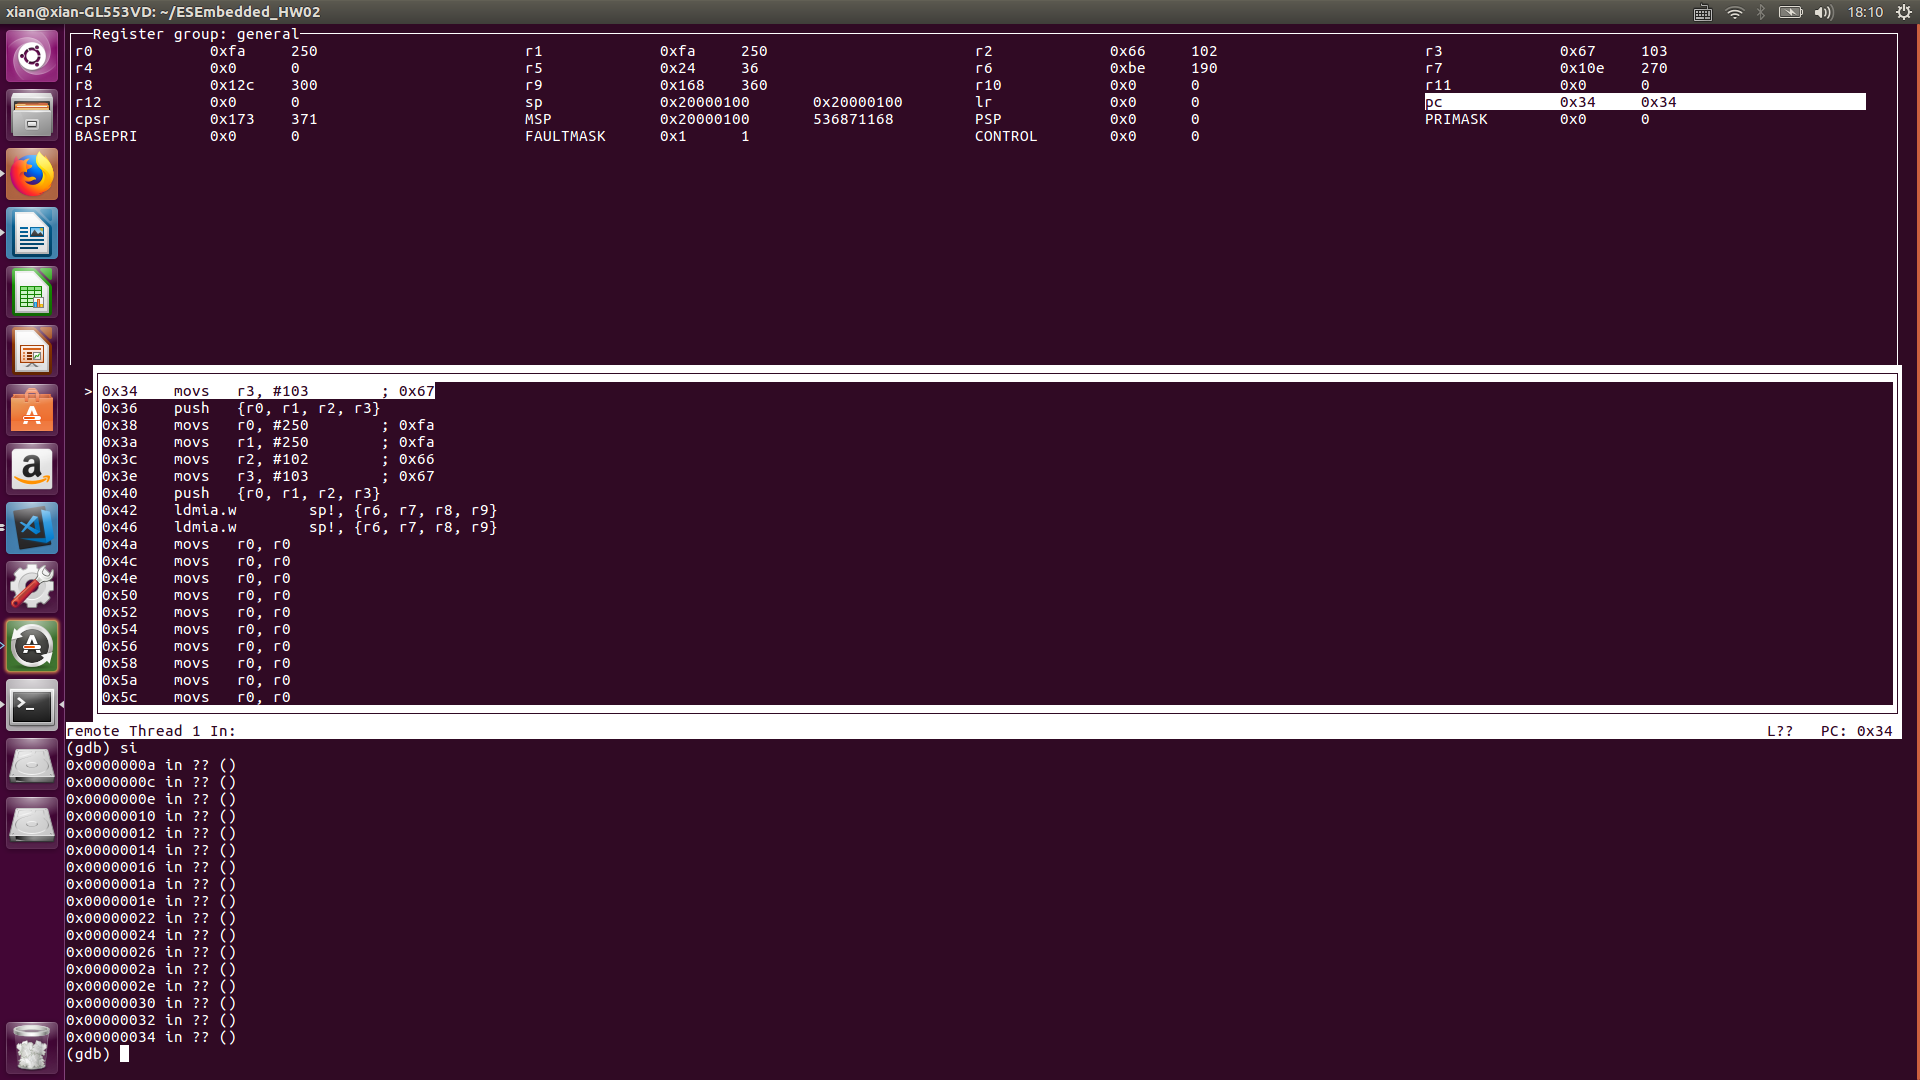 xian@xian-GL553VD: ~/ESEmbedded_HW02 18:10
Register group: general
r0 0xfa 250 r1 0xfa 250 r2 0x66 102 r3 0x67 103
r4 0x0 0 r5 0x24 36 r6 0xbe 190 r7 0x10e 270
r8 0x12c 300 r9 0x168 360 r10 0x0 0 r11 0x0 0
r12 0x0 0 sp 0x20000100 0x20000100 lr 0x0 0 pc 0x34 0x34
cpsr 0x173 371 MSP 0x20000100 536871168 PSP 0x0 0 PRIMASK 0x0 0
BASEPRI 0x0 0 FAULTMASK 0x1 1 CONTROL 0x0 0
> 0x34 movs r3, #103 ; 0x67
0x36 push {r0, r1, r2, r3}
0x38 movs r0, #250 ; 0xfa
0x3a movs r1, #250 ; 0xfa
0x3c movs r2, #102 ; 0x66
0x3e movs r3, #103 ; 0x67
0x40 push {r0, r1, r2, r3}
0x42 ldmia.w sp!, {r6, r7, r8, r9}
0x46 ldmia.w sp!, {r6, r7, r8, r9}
0x4a movs r0, r0
0x4c movs r0, r0
0x4e movs r0, r0
0x50 movs r0, r0
0x52 movs r0, r0
0x54 movs r0, r0
0x56 movs r0, r0
0x58 movs r0, r0
0x5a movs r0, r0
0x5c movs r0, r0
remote Thread 1 In: L?? PC: 0x34
(gdb) si
0x0000000a in ?? ()
0x0000000c in ?? ()
0x0000000e in ?? ()
0x00000010 in ?? ()
0x00000012 in ?? ()
0x00000014 in ?? ()
0x00000016 in ?? ()
0x0000001a in ?? ()
0x0000001e in ?? ()
0x00000022 in ?? ()
0x00000024 in ?? ()
0x00000026 in ?? ()
0x0000002a in ?? ()
0x0000002e in ?? ()
0x00000030 in ?? ()
0x00000032 in ?? ()
0x00000034 in ?? ()
(gdb)